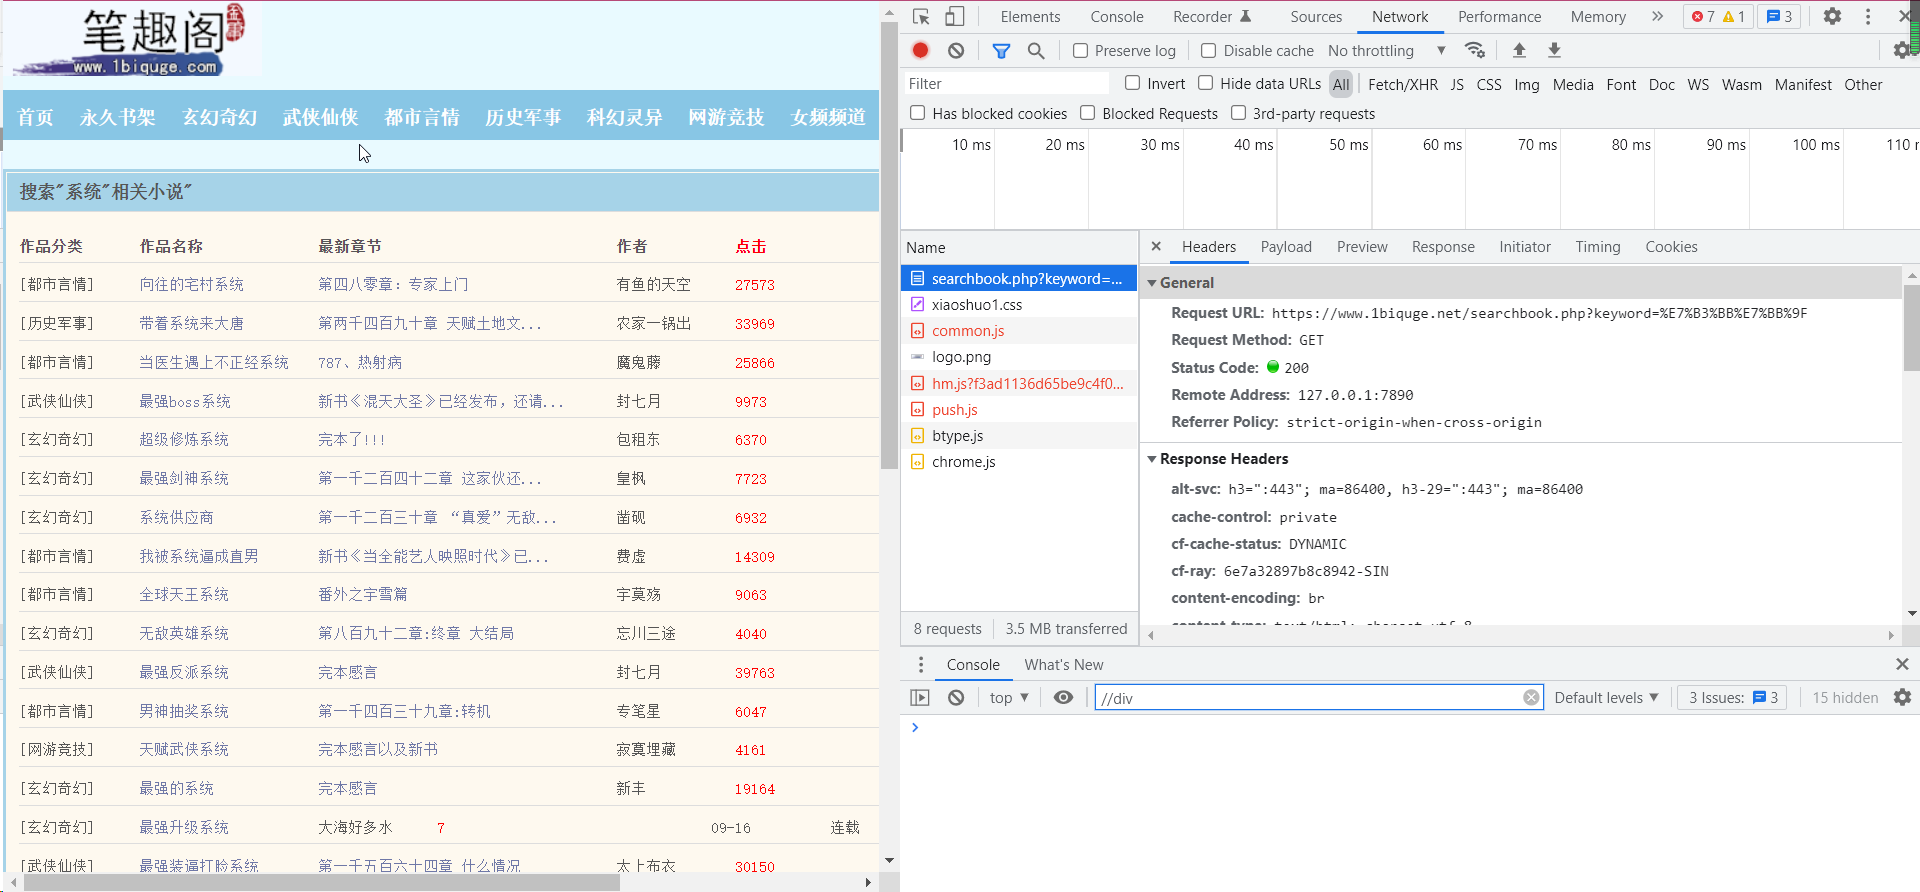 笔趣阁
www.1biquge.com
首页 永久书架 玄幻奇幻 武侠仙侠 都市言情 历史军事 科幻灵异 网游竞技 女频频道
搜索"系统"相关小说"
作品分类 作品名称 最新章节 作者 点击
[都市言情] 向往的宅村系统 第四八零章：专家上门 有鱼的天空 27573
[历史军事] 带着系统来大唐 第两千四百九十章 天赋土地文... 农家一锅出 33969
[都市言情] 当医生遇上不正经系统 787、热射病 魔鬼藤 25866
[武侠仙侠] 最强boss系统 新书《混天大圣》已经发布，还请... 封七月 9973
[玄幻奇幻] 超级修炼系统 完本了!!! 包租东 6370
[玄幻奇幻] 最强剑神系统 第一千二百四十二章 这家伙还... 皇枫 7723
[玄幻奇幻] 系统供应商 第一千二百三十章 “真爱”无敌... 凿砚 6932
[都市言情] 我被系统逼成直男 新书《当全能艺人映照时代》已... 费虚 14309
[都市言情] 全球天王系统 番外之宇雪篇 宇莫殇 9063
[玄幻奇幻] 无敌英雄系统 第八百九十二章:终章 大结局 忘川三途 4040
[武侠仙侠] 最强反派系统 完本感言 封七月 39763
[都市言情] 男神抽奖系统 第一千四百三十九章:转机 专笔星 6047
[网游竞技] 天赋武侠系统 完本感言以及新书 寂寞埋藏 4161
[玄幻奇幻] 最强的系统 完本感言 新丰 19164
[玄幻奇幻] 最强升级系统 大海好多水 7 09-16 连载
[武侠仙侠] 最强装逼打脸系统 第一千五百六十四章 什么情况 太上布衣 30150
Elements Console Recorder Sources Network Performance Memory 7 1 3
Preserve log Disable cache No throttling
Filter Invert Hide data URLs All Fetch/XHR JS CSS Img Media Font Doc WS Wasm Manifest Other
Has blocked cookies Blocked Requests 3rd-party requests
10 ms 20 ms 30 ms 40 ms 50 ms 60 ms 70 ms 80 ms 90 ms 100 ms 110
Name
searchbook.php?keyword=...
xiaoshuo1.css
common.js
logo.png
hm.js?f3ad1136d65be9c4f0...
push.js
btype.js
chrome.js
8 requests 3.5 MB transferred
Headers Payload Preview Response Initiator Timing Cookies
General
Request URL: https://www.1biquge.net/searchbook.php?keyword=%E7%B3%BB%E7%BB%9F
Request Method: GET
Status Code: 200
Remote Address: 127.0.0.1:7890
Referrer Policy: strict-origin-when-cross-origin
Response Headers
alt-svc: h3=":443"; ma=86400, h3-29=":443"; ma=86400
cache-control: private
cf-cache-status: DYNAMIC
cf-ray: 6e7a32897b8c8942-SIN
content-encoding: br
content-type: text/html; charset=utf-8
Console What's New
top //div Default levels 3 Issues: 3 15 hidden